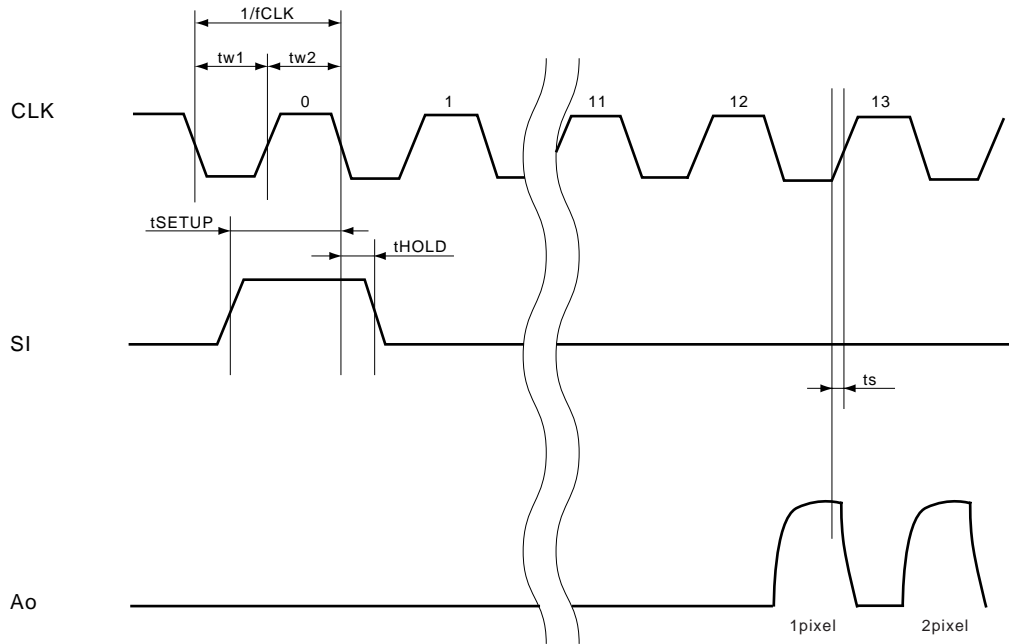 1/fCLK
tw1 tw2
CLK
0 1 11 12 13
tSETUP
tHOLD
SI
ts
Ao
1pixel 2pixel